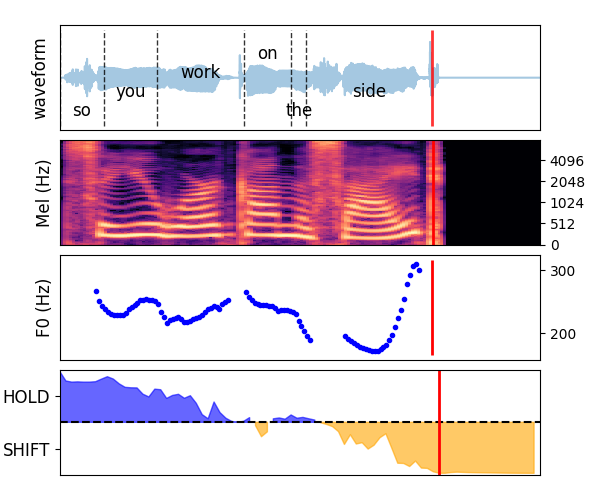 waveform
so
you
work
on
the
side
Mel (Hz)
4096
2048
1024
512
0
F0 (Hz)
300
200
HOLD
SHIFT